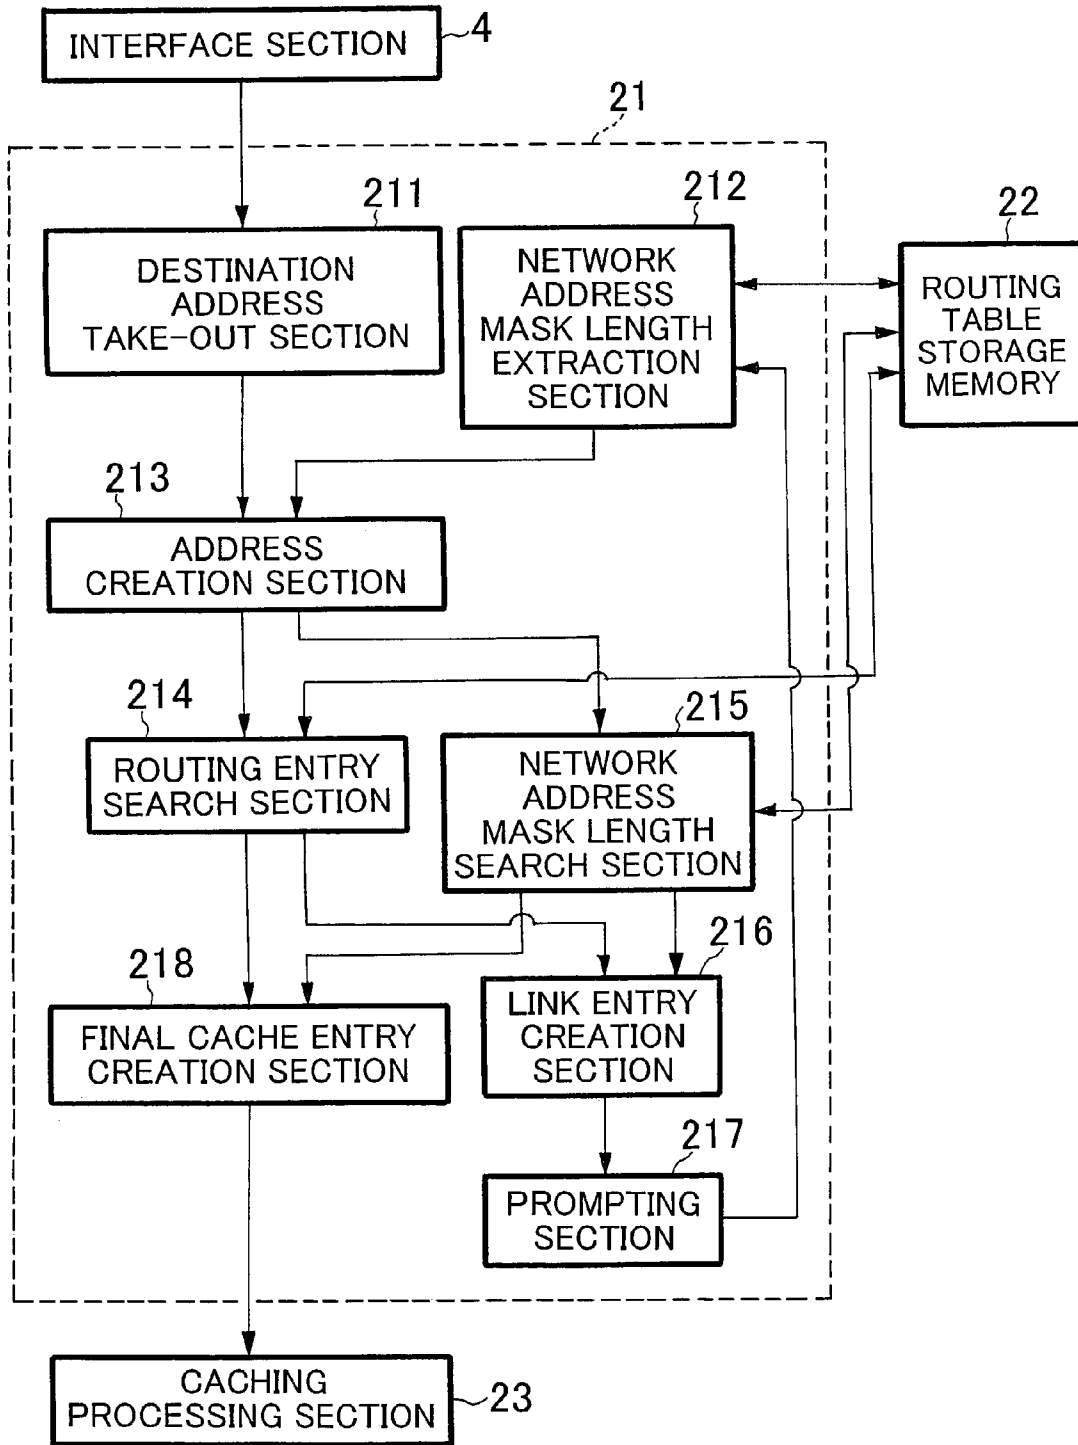 INTERFACE SECTION
4
21
211
DESTINATION
ADDRESS
TAKE-OUT SECTION
212
NETWORK
ADDRESS
MASK LENGTH
EXTRACTION
SECTION
22
ROUTING
TABLE
STORAGE
MEMORY
213
ADDRESS
CREATION SECTION
214
ROUTING ENTRY
SEARCH SECTION
215
NETWORK
ADDRESS
MASK LENGTH
SEARCH SECTION
218
FINAL CACHE ENTRY
CREATION SECTION
216
LINK ENTRY
CREATION
SECTION
217
PROMPTING
SECTION
CACHING
PROCESSING SECTION
23